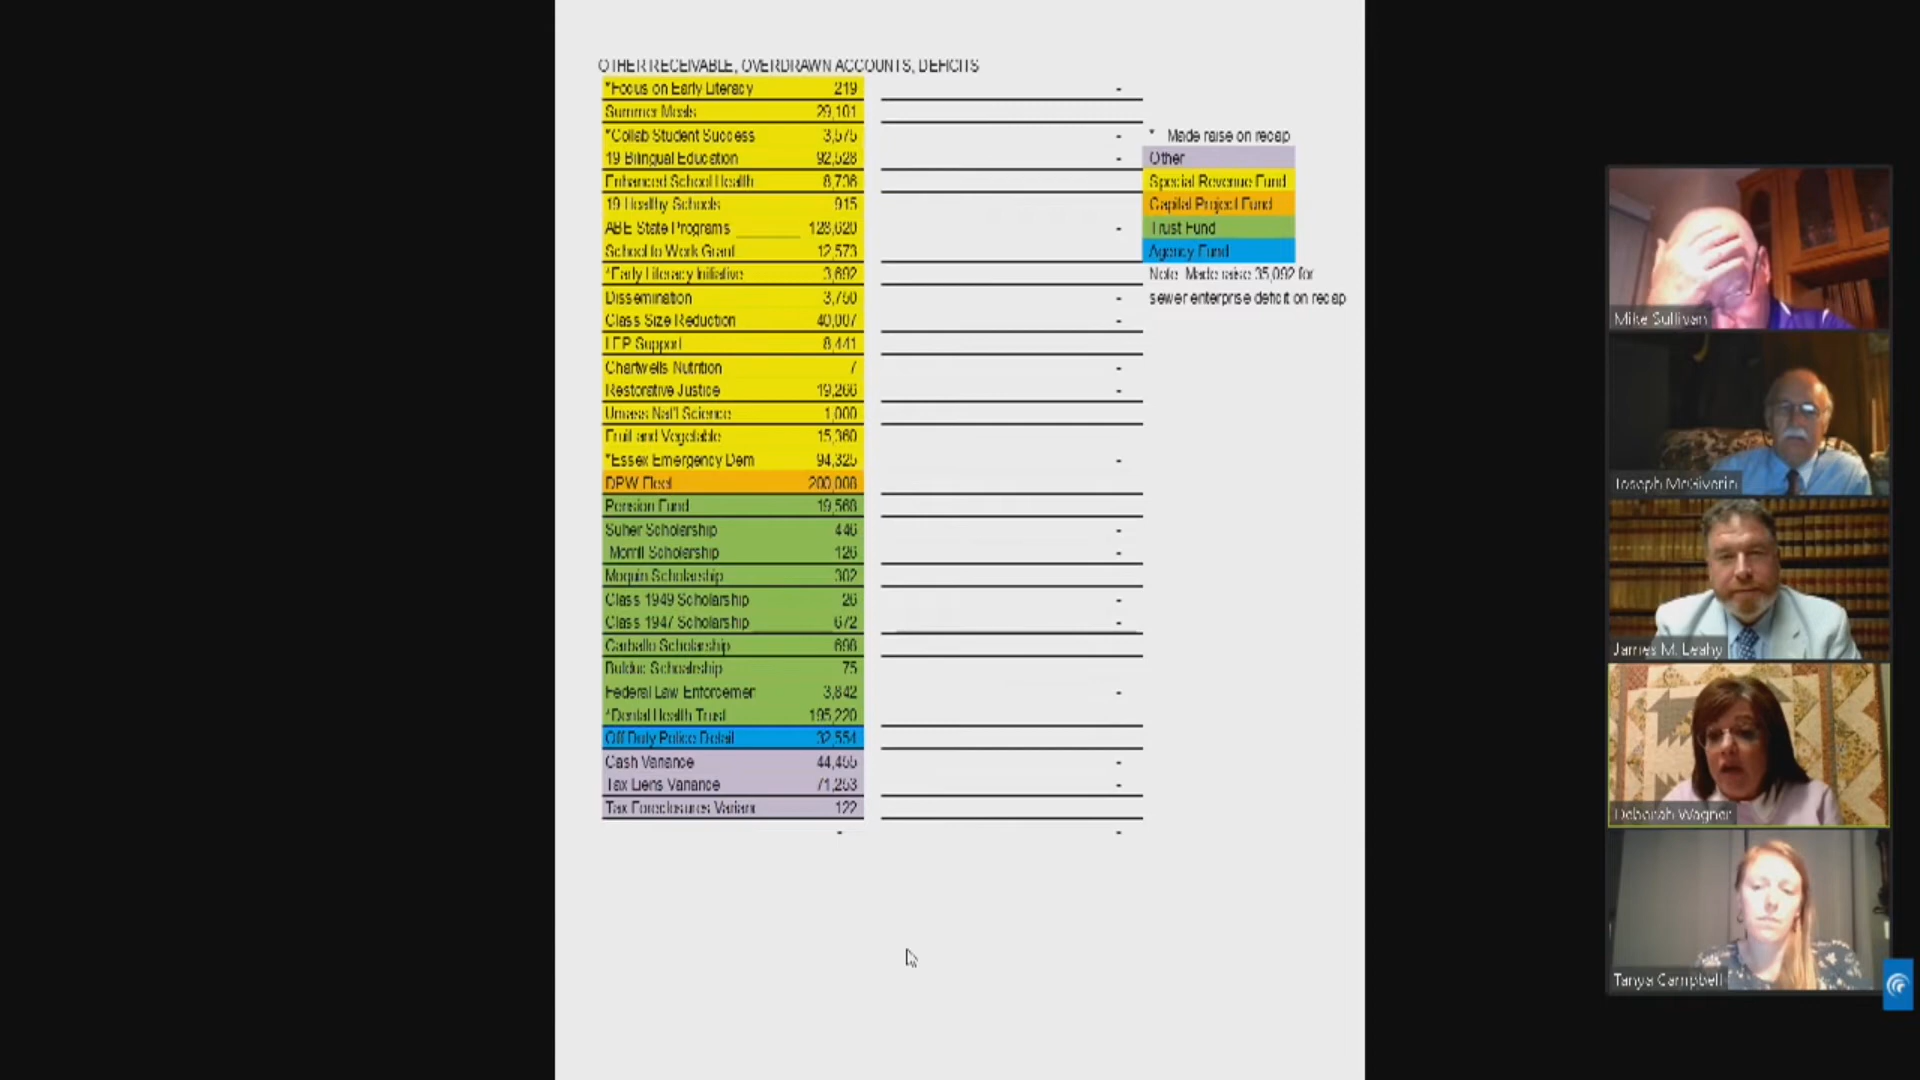 OTHER RECEIVABLE, OVERDRAWN ACCOUNTS, DEFICITS
*Focus on Early Literacy 219 -
Summer Meals 29,101
*Collab Student Success 3,575 - * Made raise on recap
19 Bilingual Education 92,528 - Other
Enhanced School Health 8,736 Special Revenue Fund
19 Healthy Schools 915 Capital Project Fund
ABE State Programs 128,620 - Trust Fund
School to Work Grant 12,573 Agency Fund
*Early Literacy Initiative 3,692 Note: Made raise 35,092 for
Dissemination 3,750 - sewer enterprise deficit on recap
Class Size Reduction 40,007 -
LEP Support 8,441
Chartwells Nutrition 7 -
Restorative Justice 19,266 -
Umass Nat'l Science 1,000
Fruit and Vegetable 15,360
*Essex Emergency Dem 94,325 -
DPW Fleet 200,008
Pension Fund 19,568
Suher Scholarship 446 -
Morrill Scholarship 126 -
Moquin Scholarship 302
Class 1949 Scholarship 26 -
Class 1947 Scholarship 672 -
Carballo Scholarship 698
Bulduc Schoalrship 75
Federal Law Enforcemen 3,842 -
*Dental Health Trust 195,220
Off Duty Police Detail 32,554
Cash Variance 44,455 -
Tax Liens Variance 71,253 -
Tax Foreclosures Varianc 122
- -
Mike Sullivan
Joseph McGiverin
James M. Leahy
Deborah Wagner
Tanya Campbell